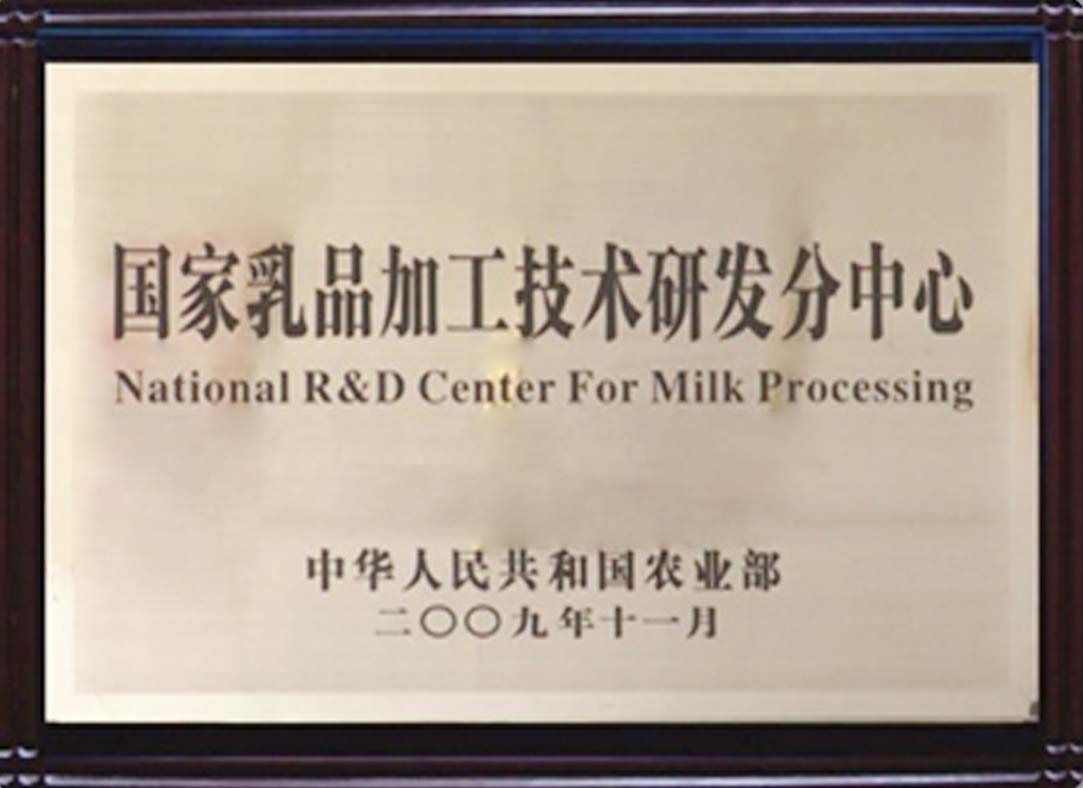 国家乳品加工技术研发分中心
National R&D Center For Milk Processing
中华人民共和国农业部
二〇〇九年十一月